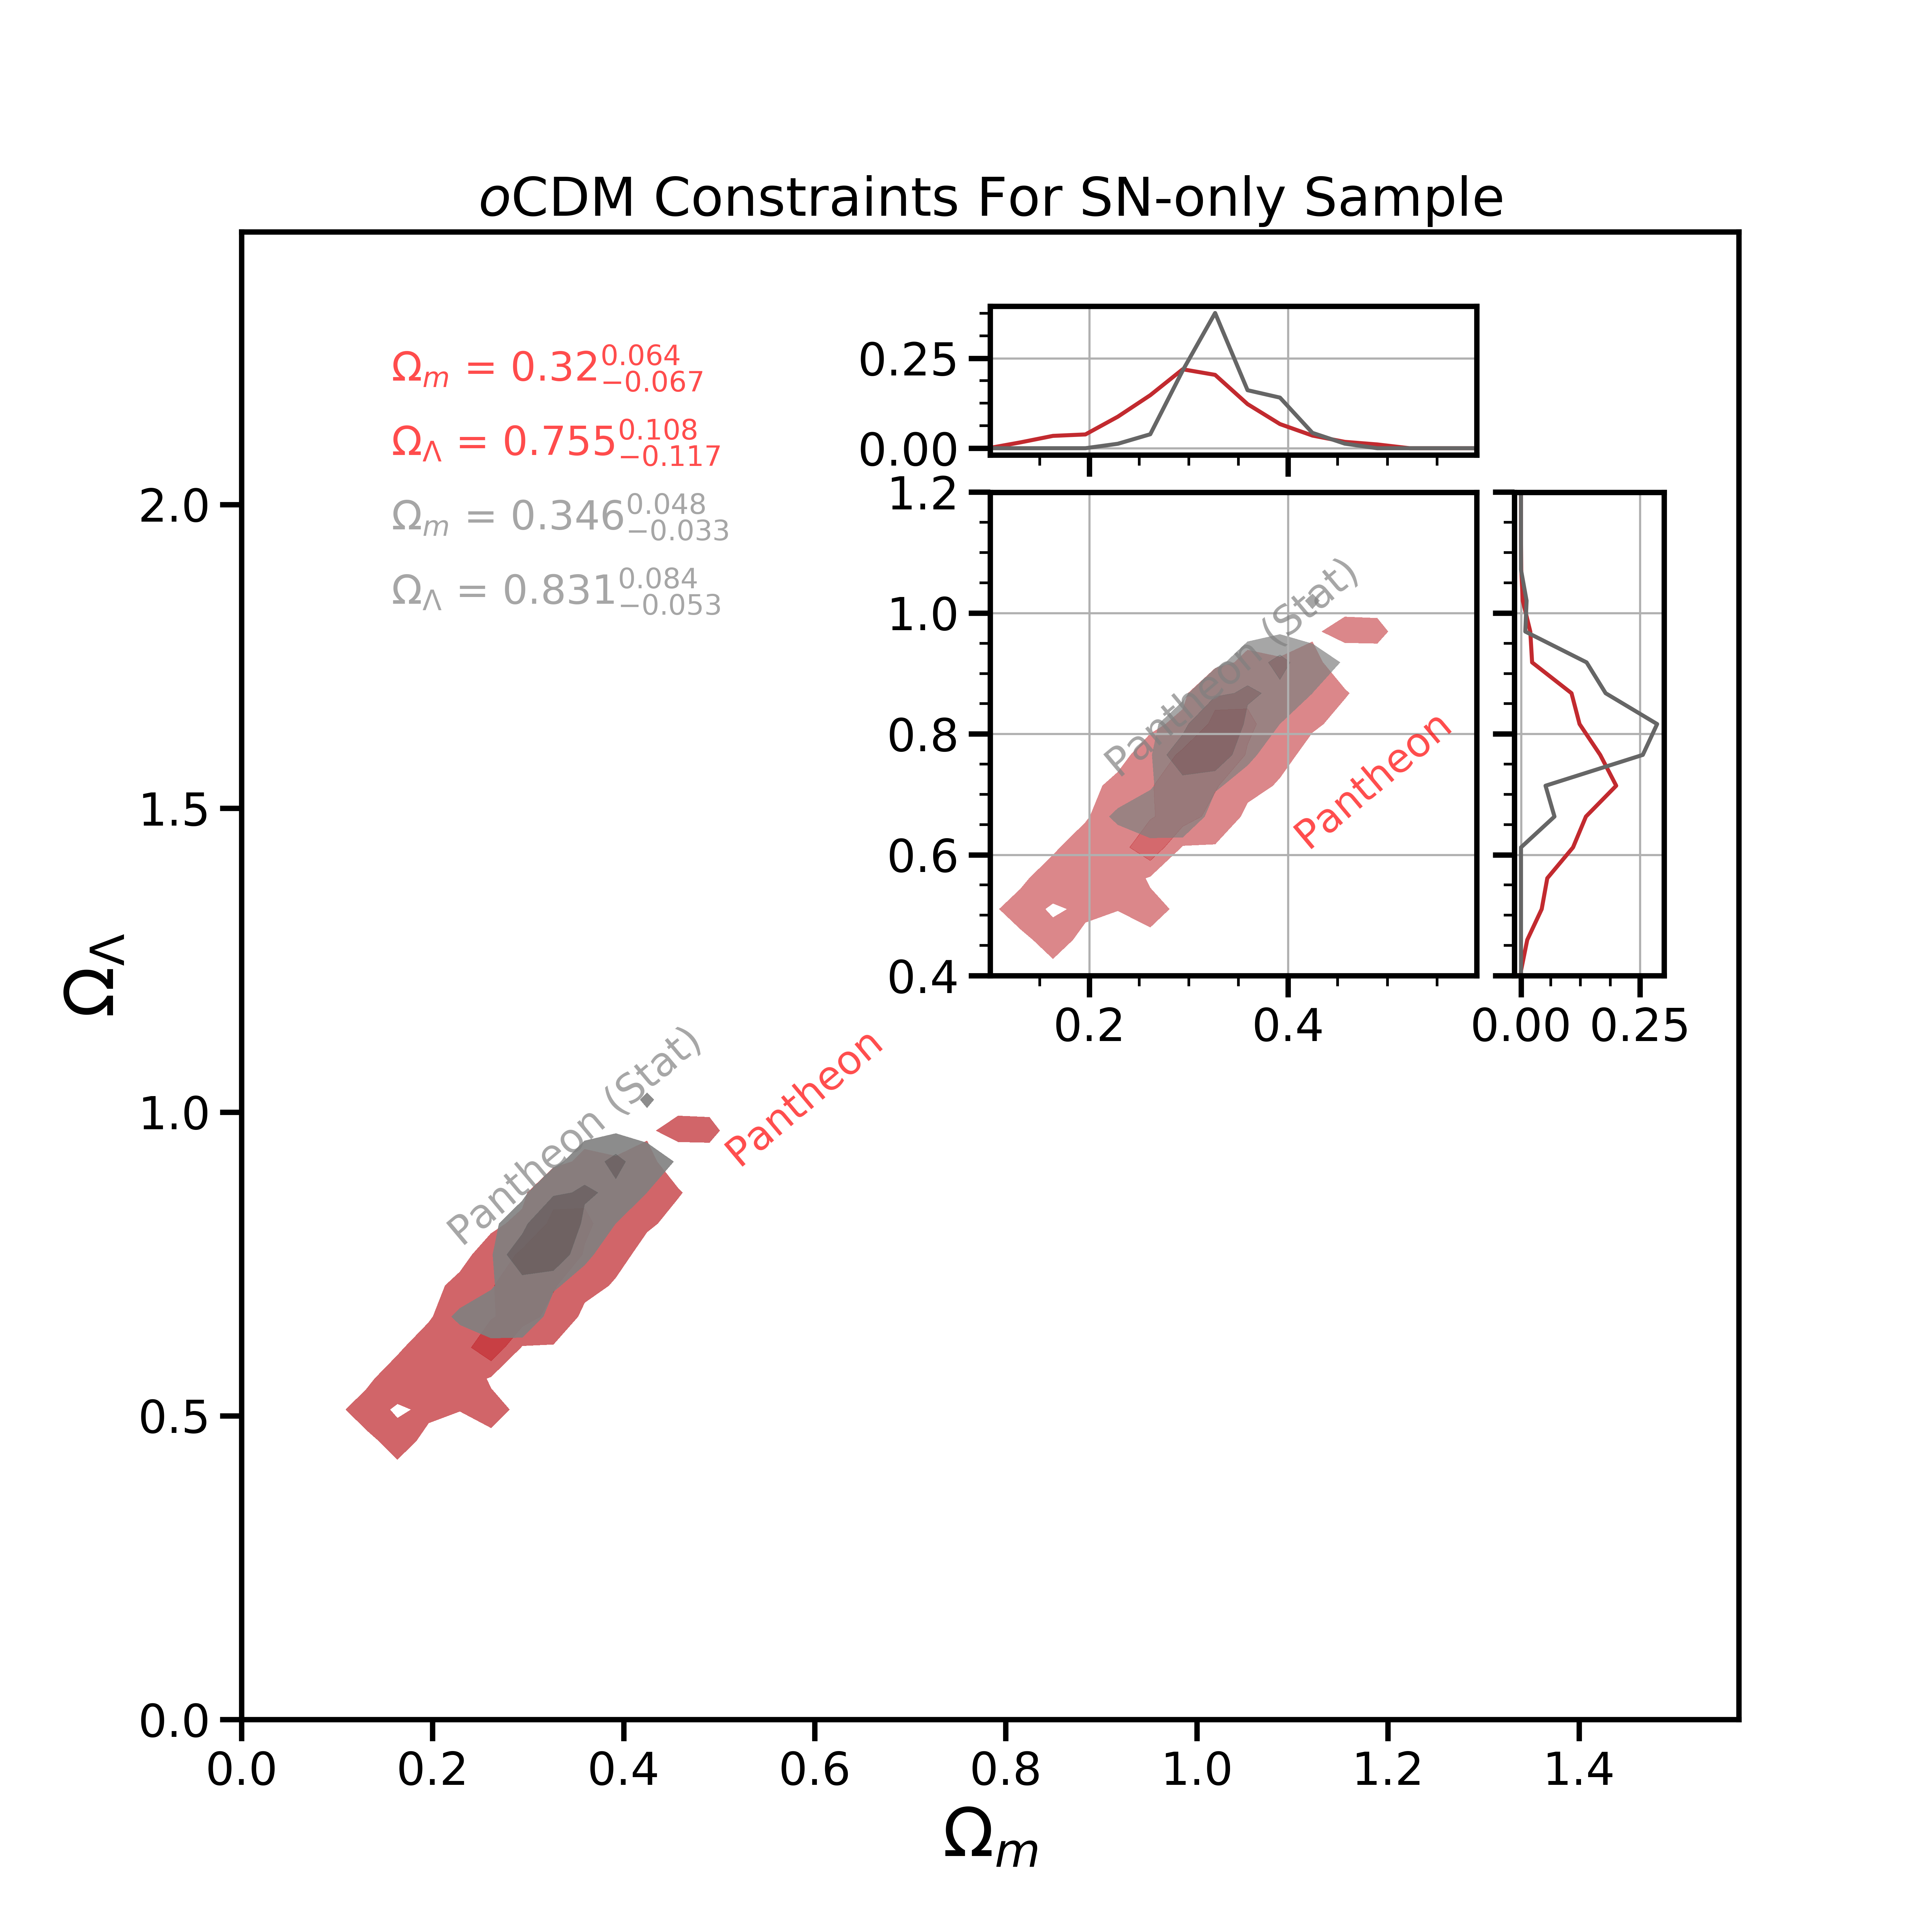 oCDM Constraints For SN-only Sample
Ωm = 0.32 0.064 −0.067
ΩΛ = 0.755 0.108 −0.117
Ωm = 0.346 0.048 −0.033
ΩΛ = 0.831 0.084 −0.053
0.25
0.00
1.2
1.0
0.8
0.6
0.4
Pantheon (Stat)
Pantheon
0.2 0.4 0.00 0.25
2.0
1.5
1.0
0.5
0.0
ΩΛ
Pantheon (Stat)
Pantheon
0.0 0.2 0.4 0.6 0.8 1.0 1.2 1.4
Ωm